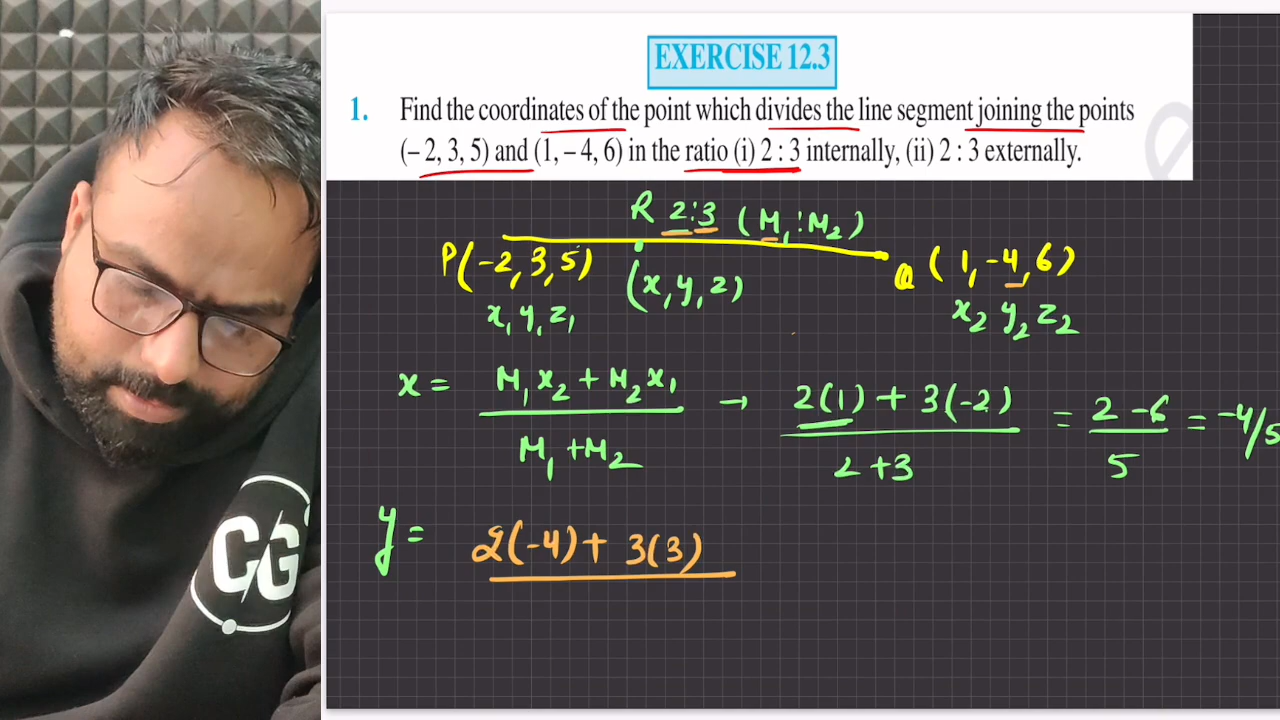 EXERCISE 12.3
1. Find the coordinates of the point which divides the line segment joining the points
(– 2, 3, 5) and (1, – 4, 6) in the ratio (i) 2 : 3 internally, (ii) 2 : 3 externally.
R 2:3 (M₁:M₂)
P(-2,3,5) (x,y,z) Q (1,-4,6)
x₁ y₁ z₁ x₂ y₂ z₂
x = M₁x₂ + M₂x₁ / M₁+M₂ → 2(1) + 3(-2) / 2+3 = 2-6 / 5 = -4/5
y = 2(-4)+ 3(3)
CG